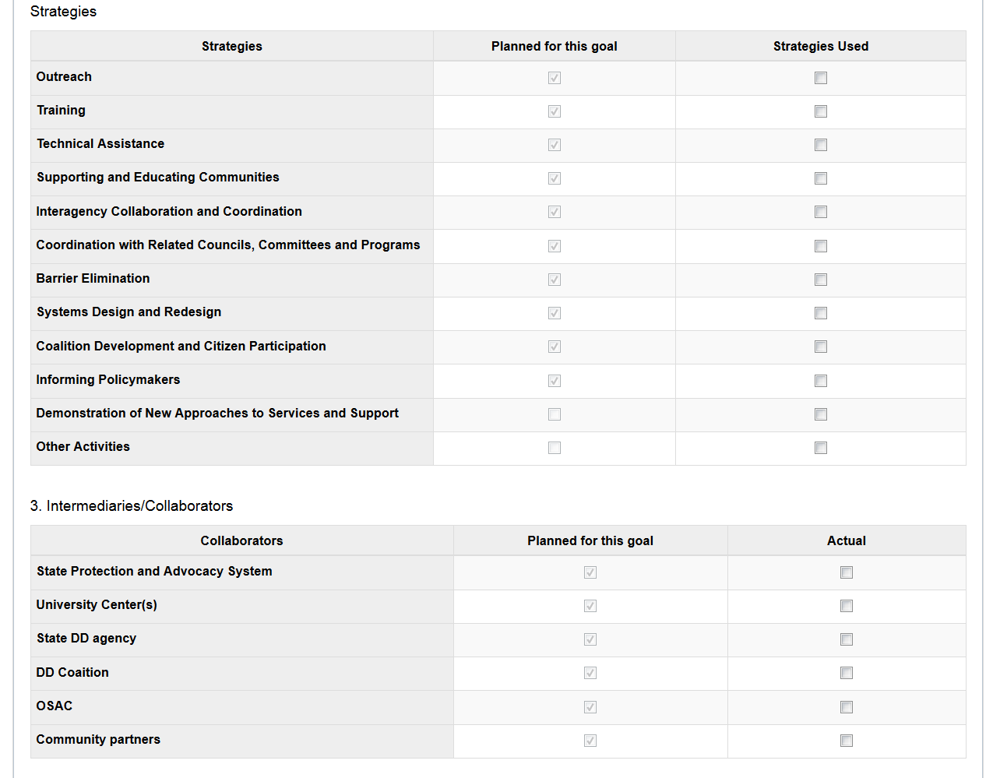 Strategies
Strategies Planned for this goal Strategies Used
Outreach
Training
Technical Assistance
Supporting and Educating Communities
Interagency Collaboration and Coordination
Coordination with Related Councils, Committees and Programs
Barrier Elimination
Systems Design and Redesign
Coalition Development and Citizen Participation
Informing Policymakers
Demonstration of New Approaches to Services and Support
Other Activities
3. Intermediaries/Collaborators
Collaborators Planned for this goal Actual
State Protection and Advocacy System
University Center(s)
State DD agency
DD Coaition
OSAC
Community partners